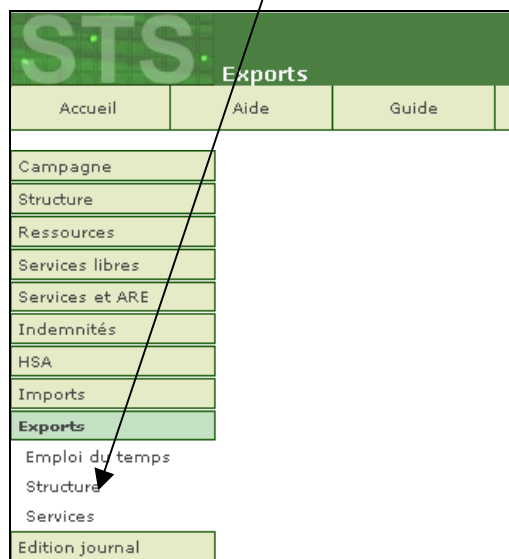 STS
Exports
Accueil Aide Guide
Campagne
Structure
Ressources
Services libres
Services et ARE
Indemnités
HSA
Imports
Exports
Emploi du temps
Structure
Services
Edition journal